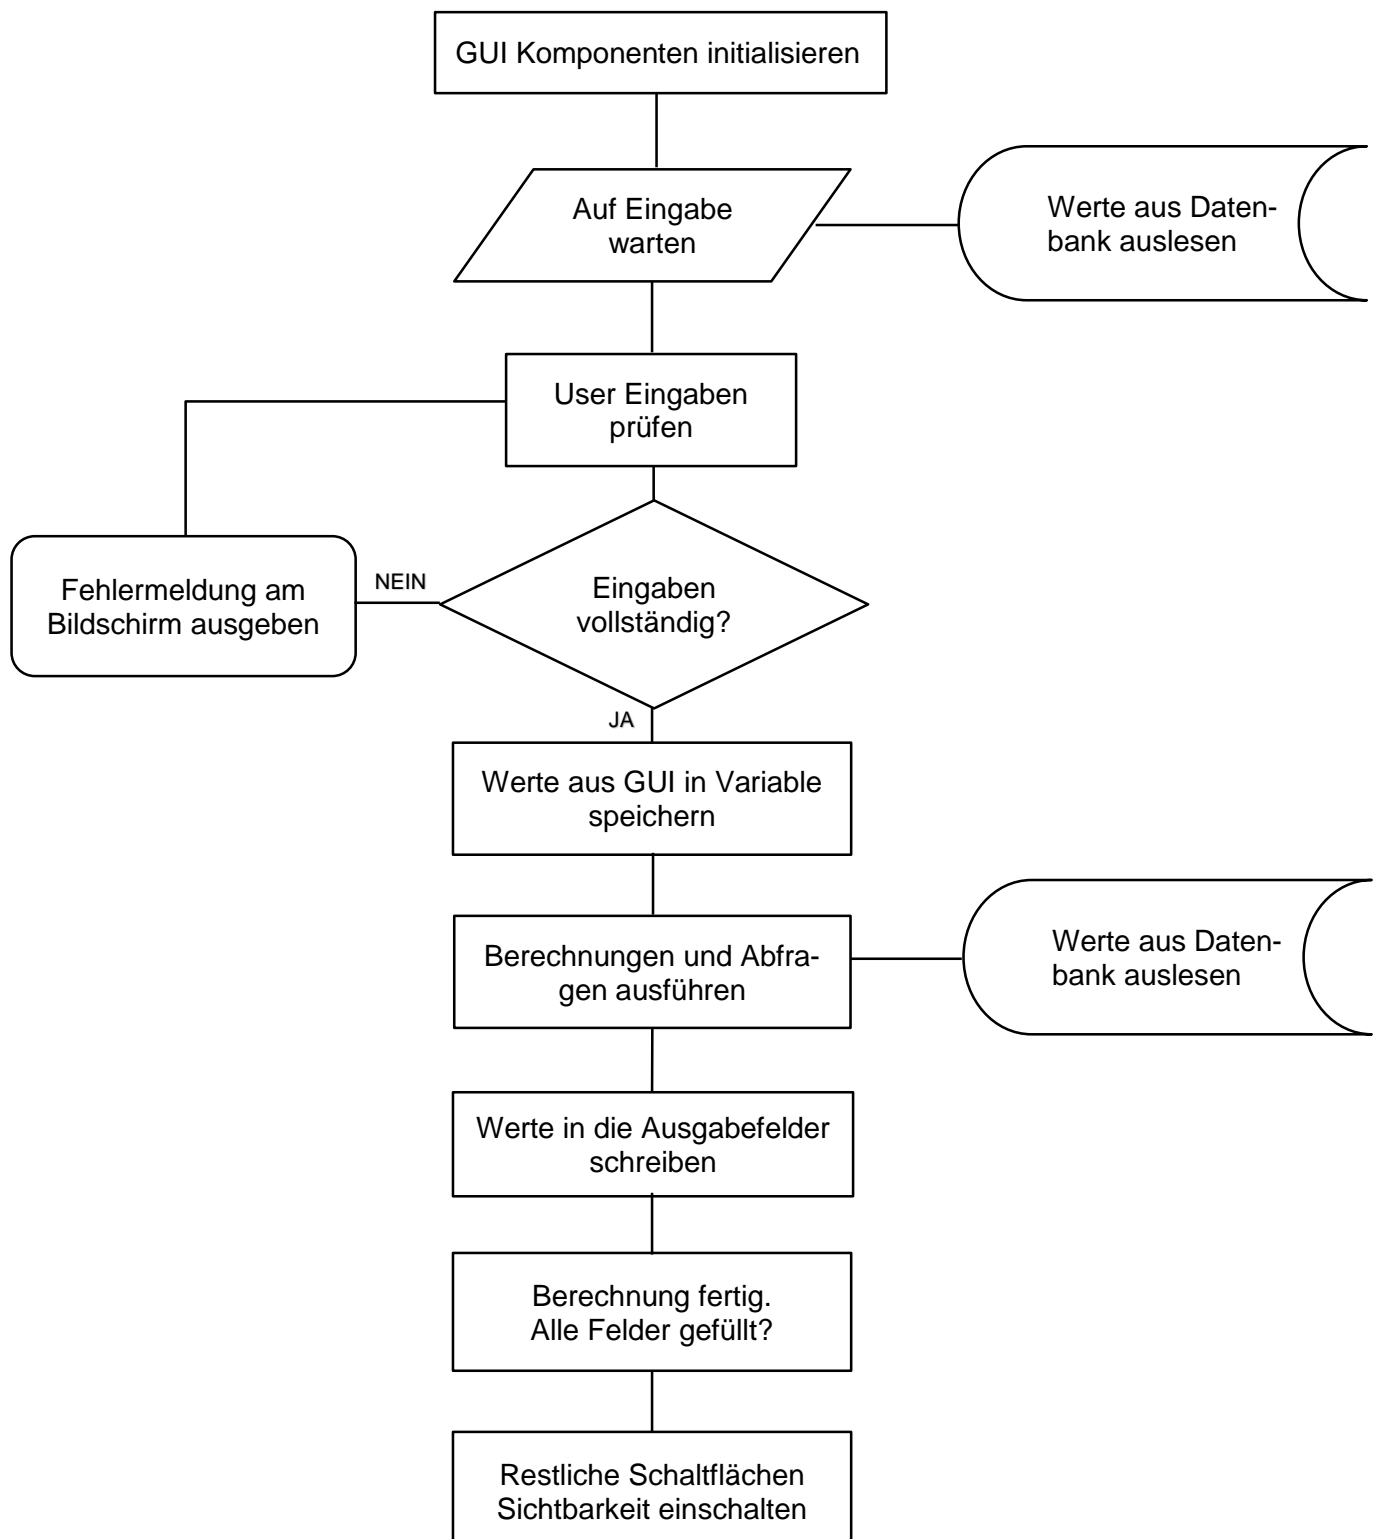 GUI Komponenten initialisieren
Auf Eingabe
warten
Werte aus Daten-
bank auslesen
User Eingaben
prüfen
Fehlermeldung am
Bildschirm ausgeben
NEIN
Eingaben
vollständig?
JA
Werte aus GUI in Variable
speichern
Berechnungen und Abfra-
gen ausführen
Werte aus Daten-
bank auslesen
Werte in die Ausgabefelder
schreiben
Berechnung fertig.
Alle Felder gefüllt?
Restliche Schaltflächen
Sichtbarkeit einschalten